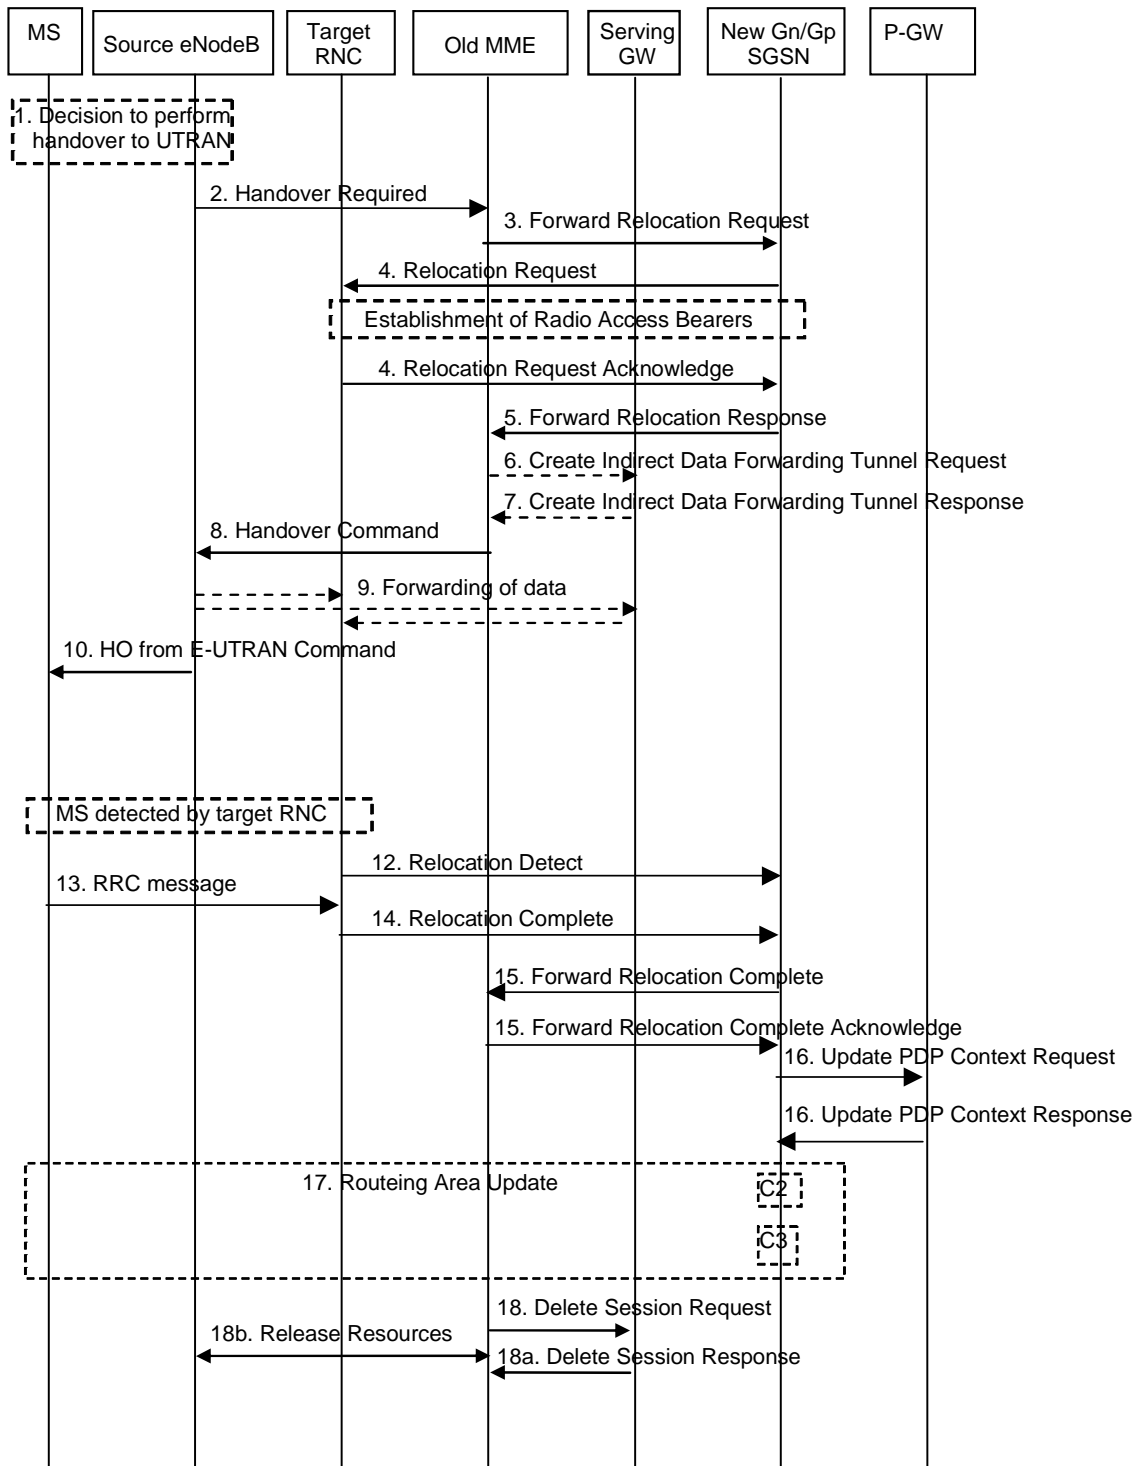 MS
Source eNodeB
Target
RNC
Old MME
Serving
GW
New Gn/Gp
SGSN
P-GW
1. Decision to perform
handover to UTRAN
2. Handover Required
3. Forward Relocation Request
4. Relocation Request
Establishment of Radio Access Bearers
4. Relocation Request Acknowledge
5. Forward Relocation Response
6. Create Indirect Data Forwarding Tunnel Request
7. Create Indirect Data Forwarding Tunnel Response
8. Handover Command
9. Forwarding of data
10. HO from E-UTRAN Command
MS detected by target RNC
12. Relocation Detect
13. RRC message
14. Relocation Complete
15. Forward Relocation Complete
15. Forward Relocation Complete Acknowledge
16. Update PDP Context Request
16. Update PDP Context Response
17. Routeing Area Update
C2
C3
18. Delete Session Request
18b. Release Resources
18a. Delete Session Response